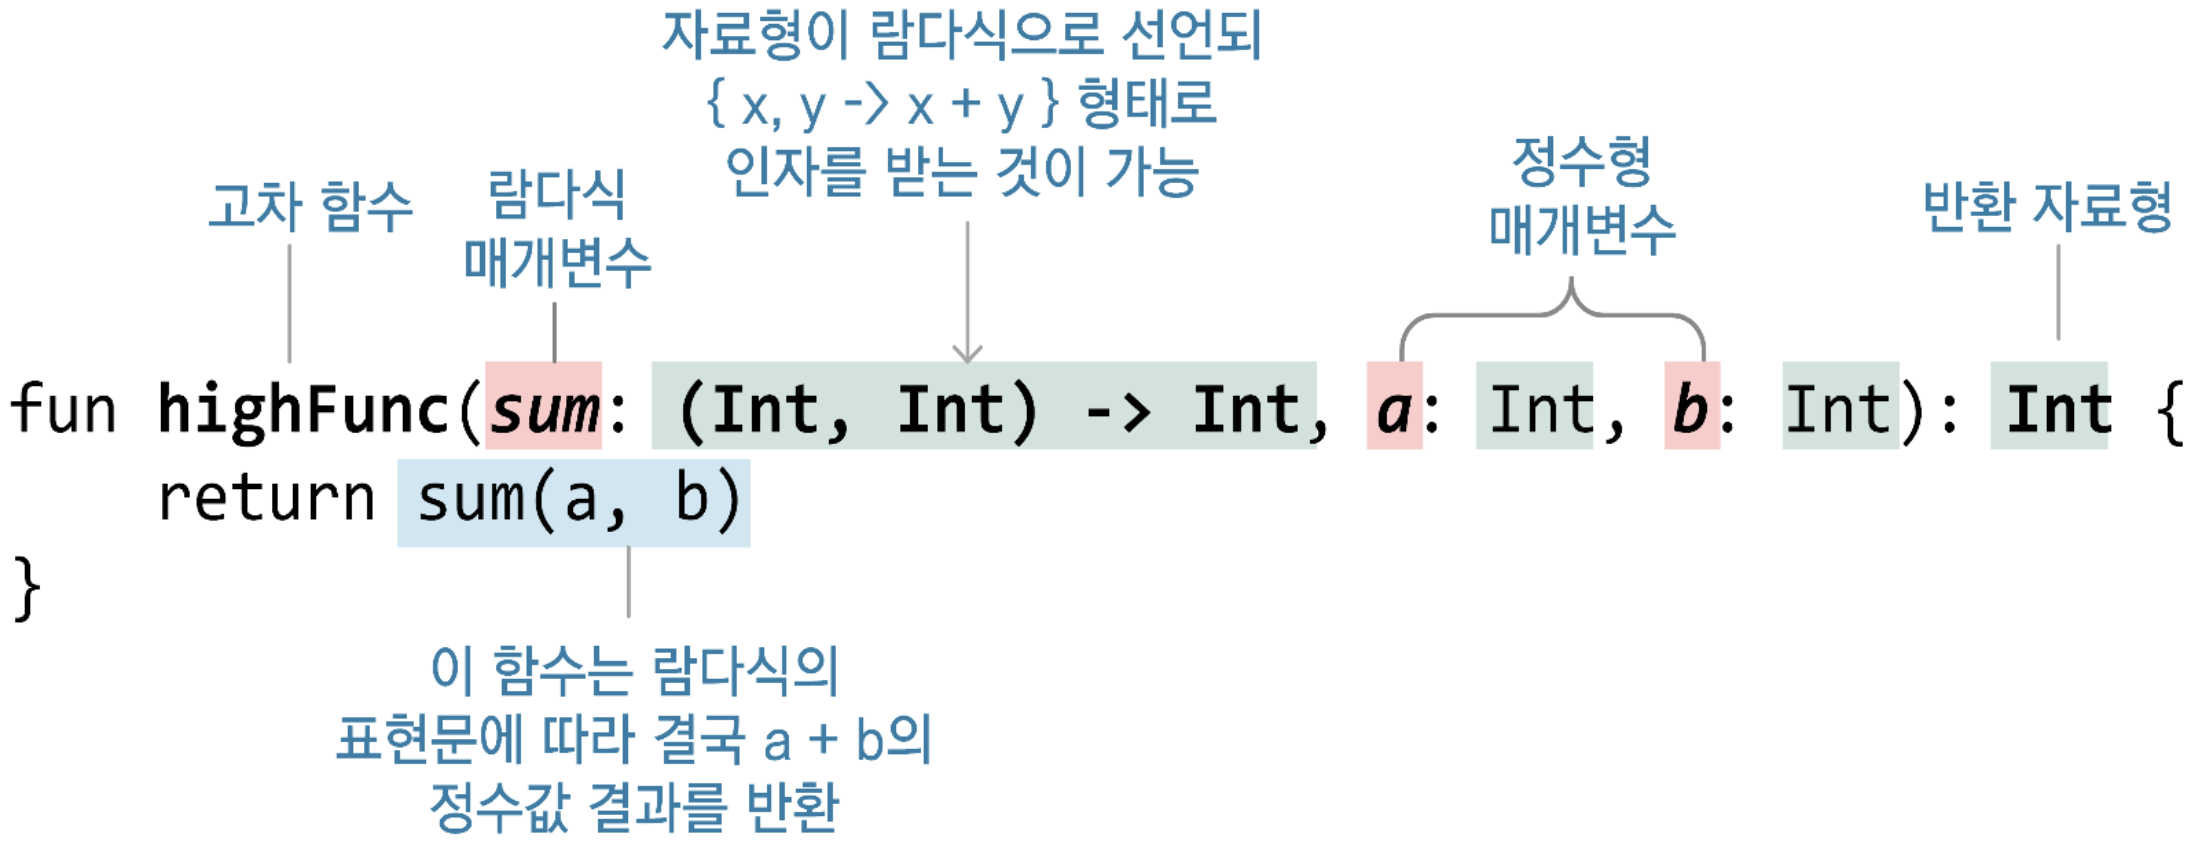 자료형이 람다식으로 선언되
{ x, y -> x + y } 형태로
인자를 받는 것이 가능
고차 함수
람다식
매개변수
정수형
매개변수
반환 자료형
fun highFunc(sum: (Int, Int) -> Int, a: Int, b: Int): Int {
return sum(a, b)
}
이 함수는 람다식의
표현문에 따라 결국 a + b의
정수값 결과를 반환